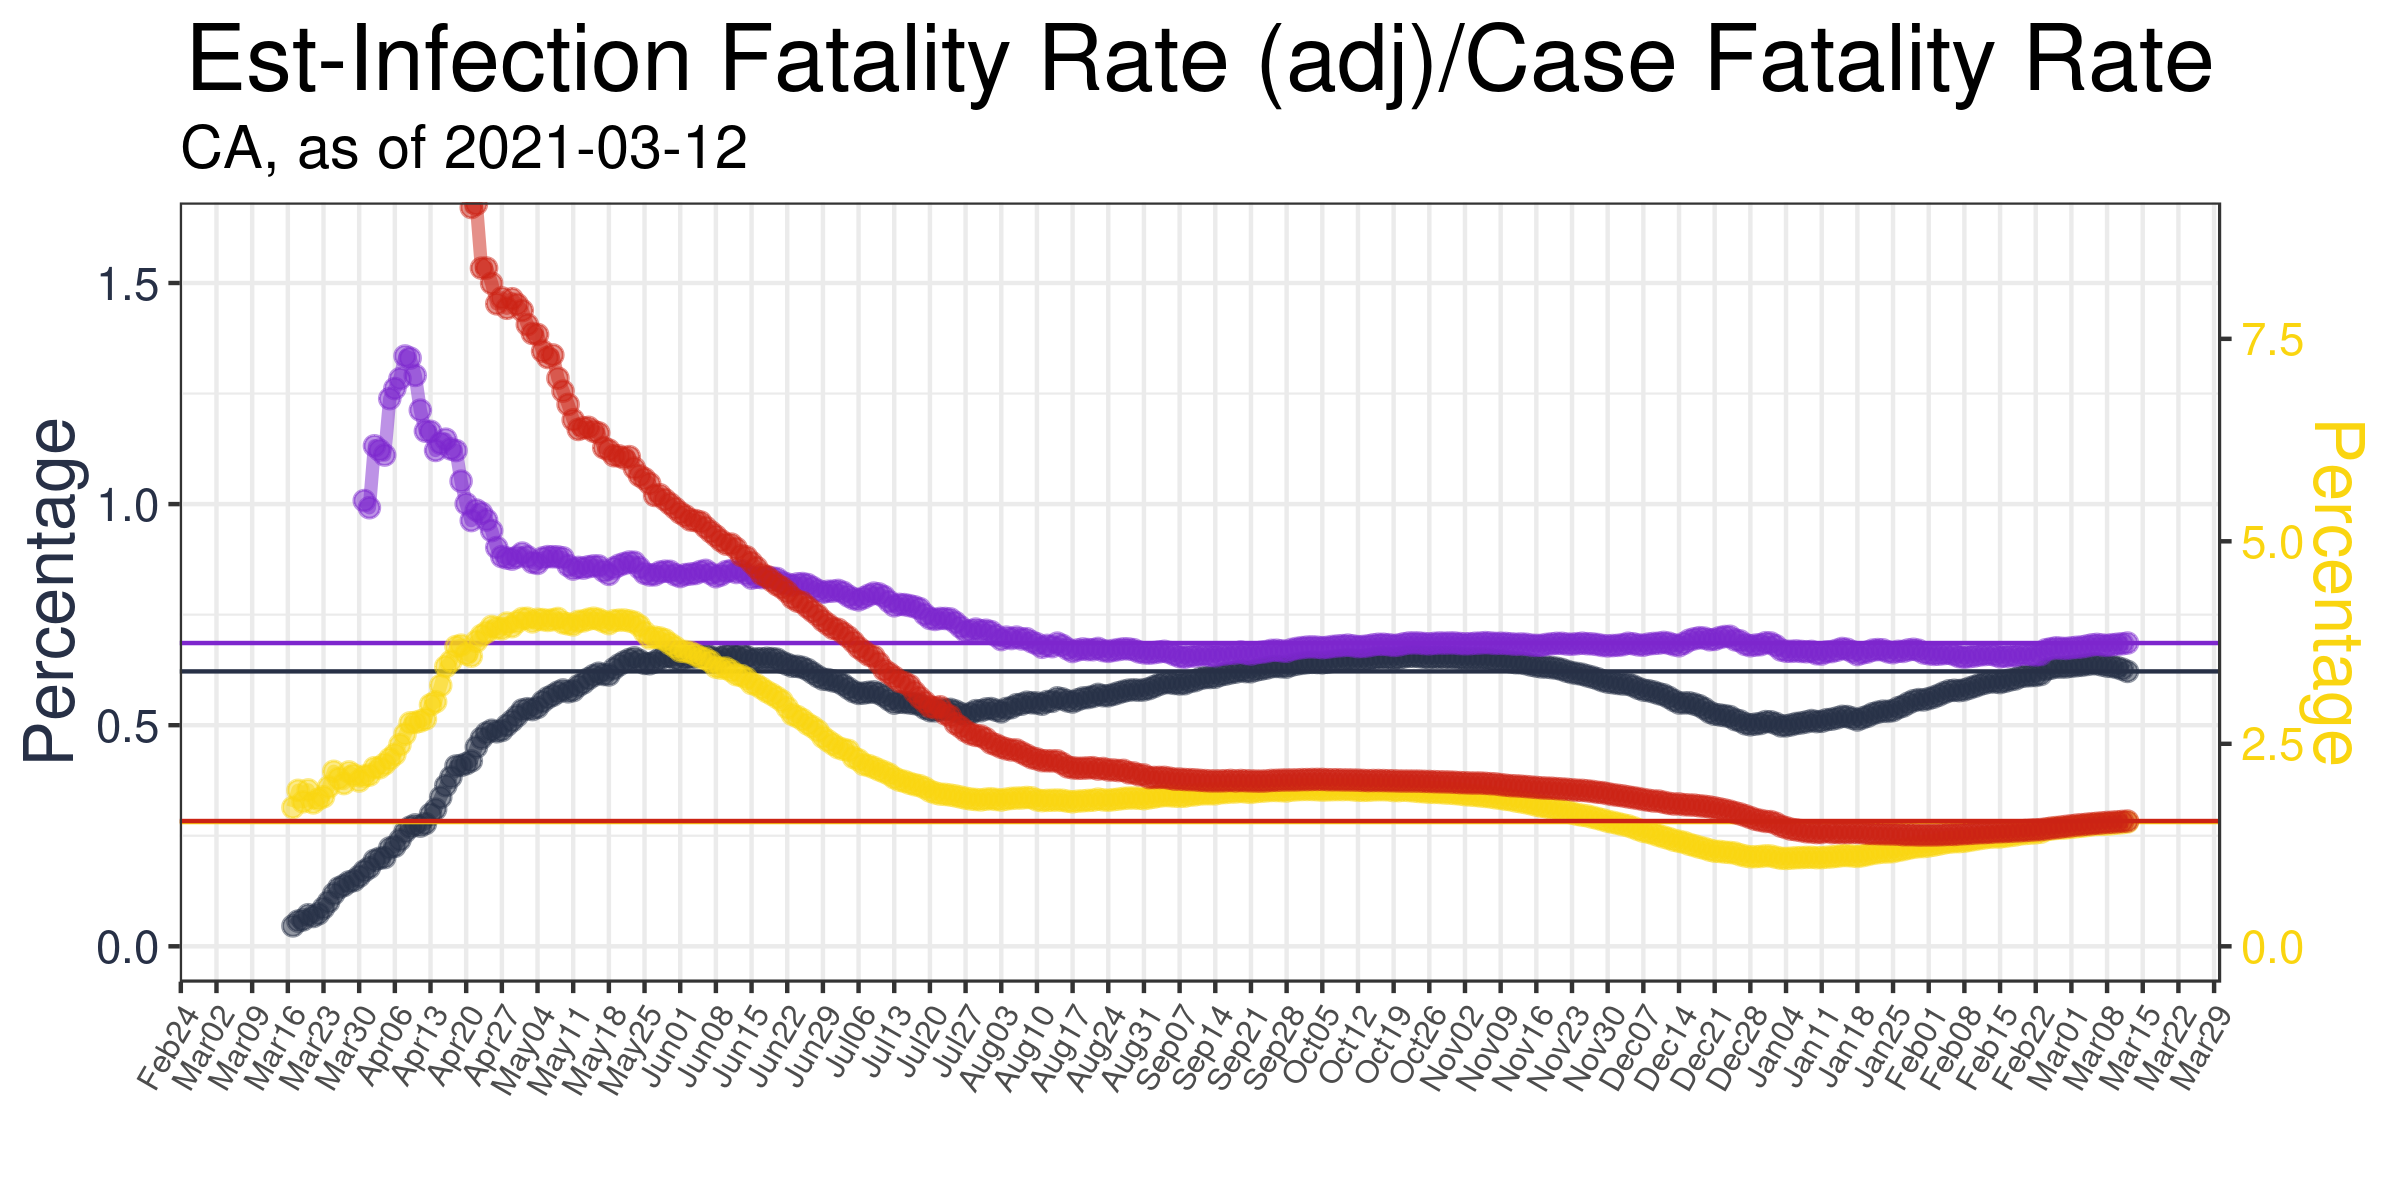 Est-Infection Fatality Rate (adj)/Case Fatality Rate
CA, as of 2021-03-12
Percentage
1.5
1.0
0.5
0.0
7.5
5.0
2.5
0.0
Percentage
Feb24
Mar02
Mar09
Mar16
Mar23
Mar30
Apr06
Apr13
Apr20
Apr27
May04
May11
May18
May25
Jun01
Jun08
Jun15
Jun22
Jun29
Jul06
Jul13
Jul20
Jul27
Aug03
Aug10
Aug17
Aug24
Aug31
Sep07
Sep14
Sep21
Sep28
Oct05
Oct12
Oct19
Oct26
Nov02
Nov09
Nov16
Nov23
Nov30
Dec07
Dec14
Dec21
Dec28
Jan04
Jan11
Jan18
Jan25
Feb01
Feb08
Feb15
Feb22
Mar01
Mar08
Mar15
Mar22
Mar29